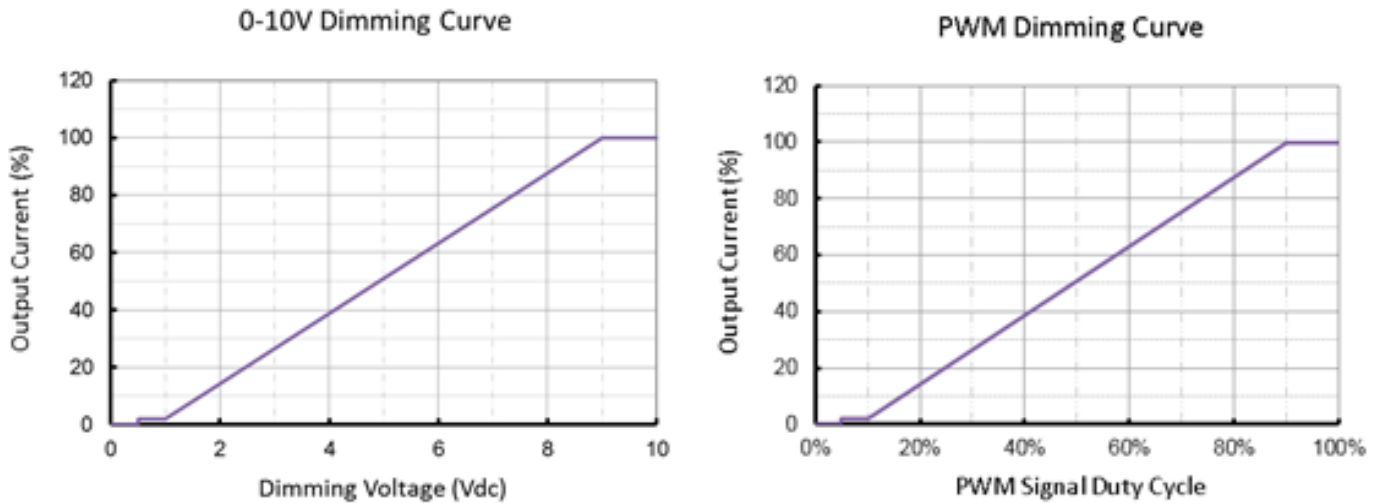 0-10V Dimming Curve
120
100
80
60
40
20
0
Output Current (%)
0 2 4 6 8 10
Dimming Voltage (Vdc)
PWM Dimming Curve
120
100
80
60
40
20
0
Output Current (%)
0% 20% 40% 60% 80% 100%
PWM Signal Duty Cycle